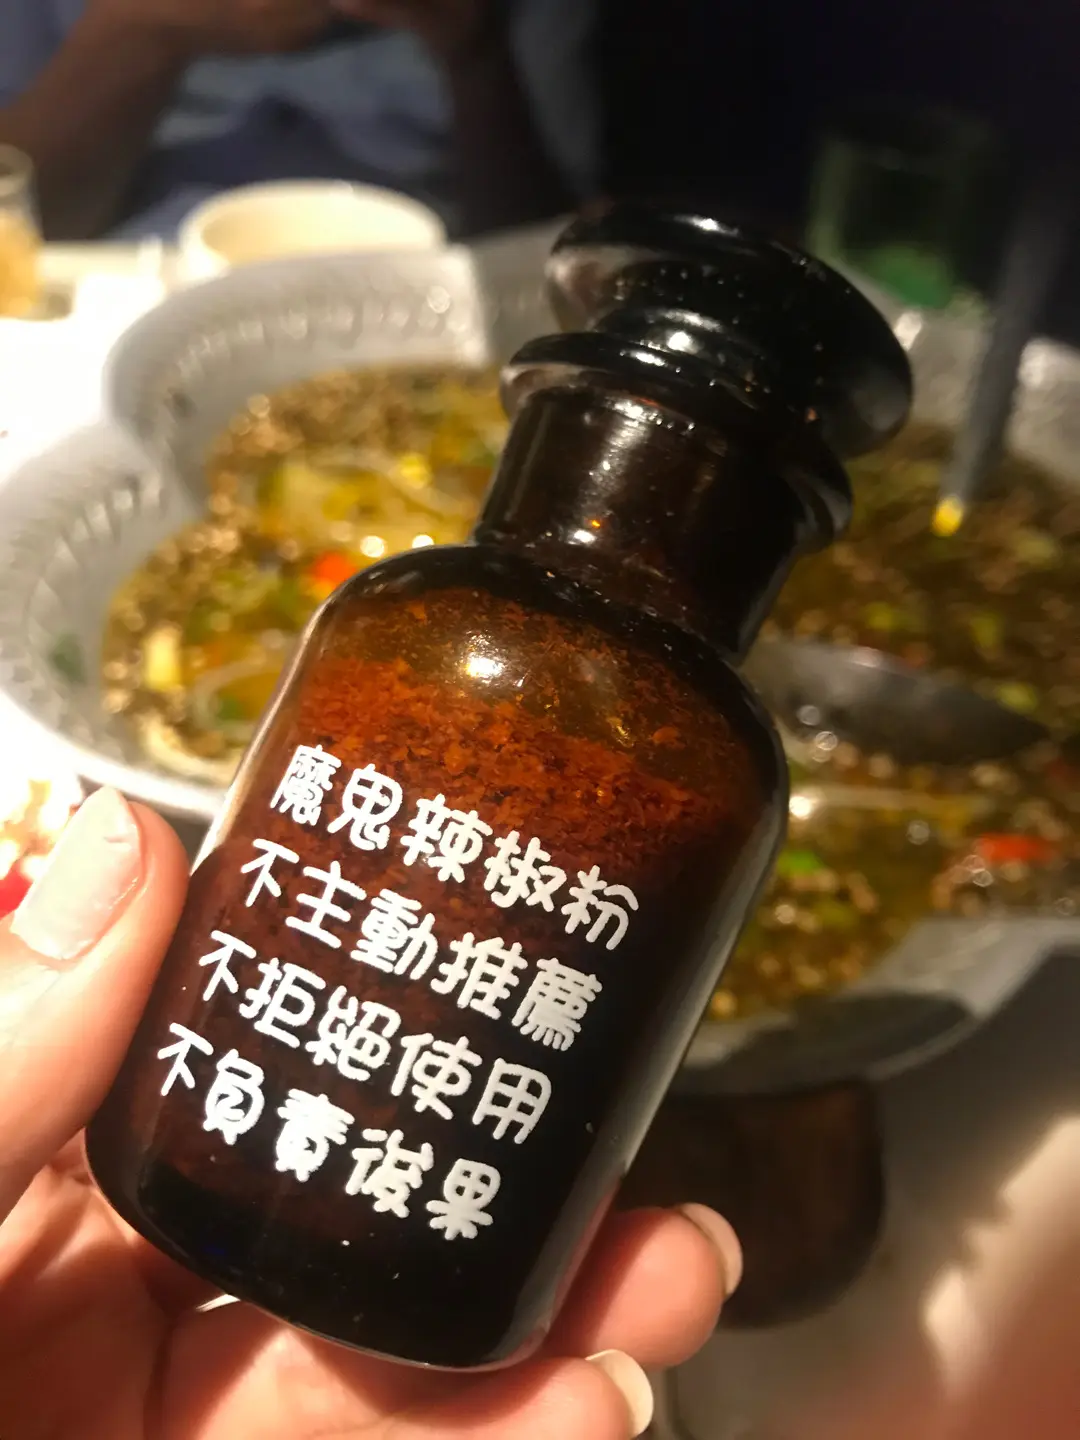 魔鬼辣椒粉
不主動推薦
不拒絕使用
不負責後果